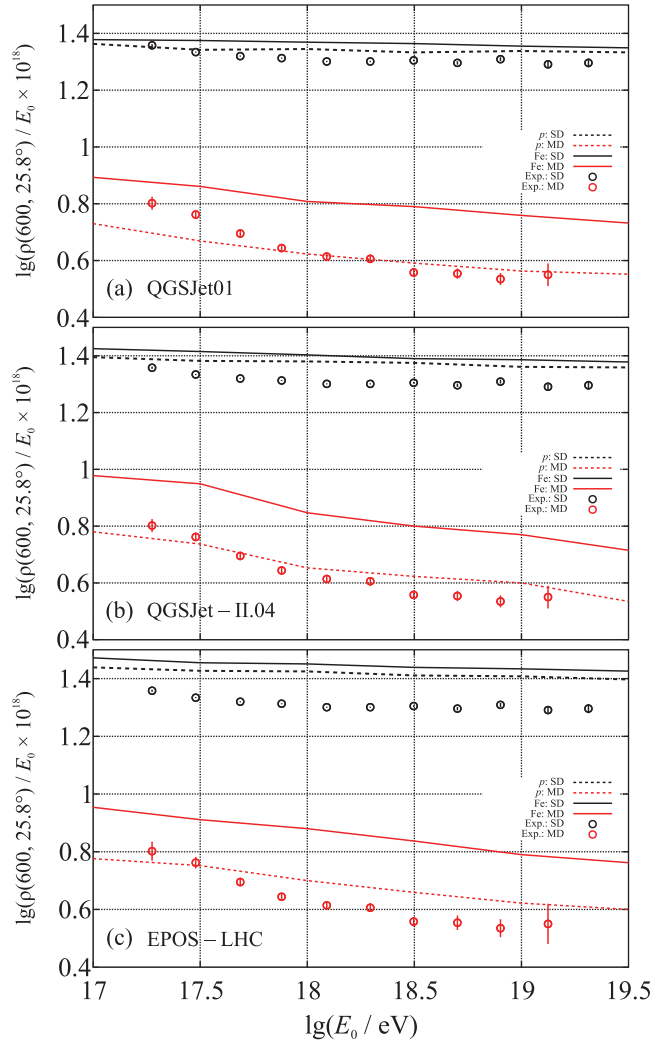 1.4
1.2
1
0.8
0.6
0.4
lg(ρ(600, 25.8°) / E₀ × 10¹⁸)
p: SD
p: MD
Fe: SD
Fe: MD
Exp.: SD
Exp.: MD
(a) QGSJet01
1.4
1.2
1
0.8
0.6
0.4
lg(ρ(600, 25.8°) / E₀ × 10¹⁸)
p: SD
p: MD
Fe: SD
Fe: MD
Exp.: SD
Exp.: MD
(b) QGSJet – II.04
1.4
1.2
1
0.8
0.6
0.4
lg(ρ(600, 25.8°) / E₀ × 10¹⁸)
p: SD
p: MD
Fe: SD
Fe: MD
Exp.: SD
Exp.: MD
(c) EPOS – LHC
17 17.5 18 18.5 19 19.5
lg(E₀ / eV)